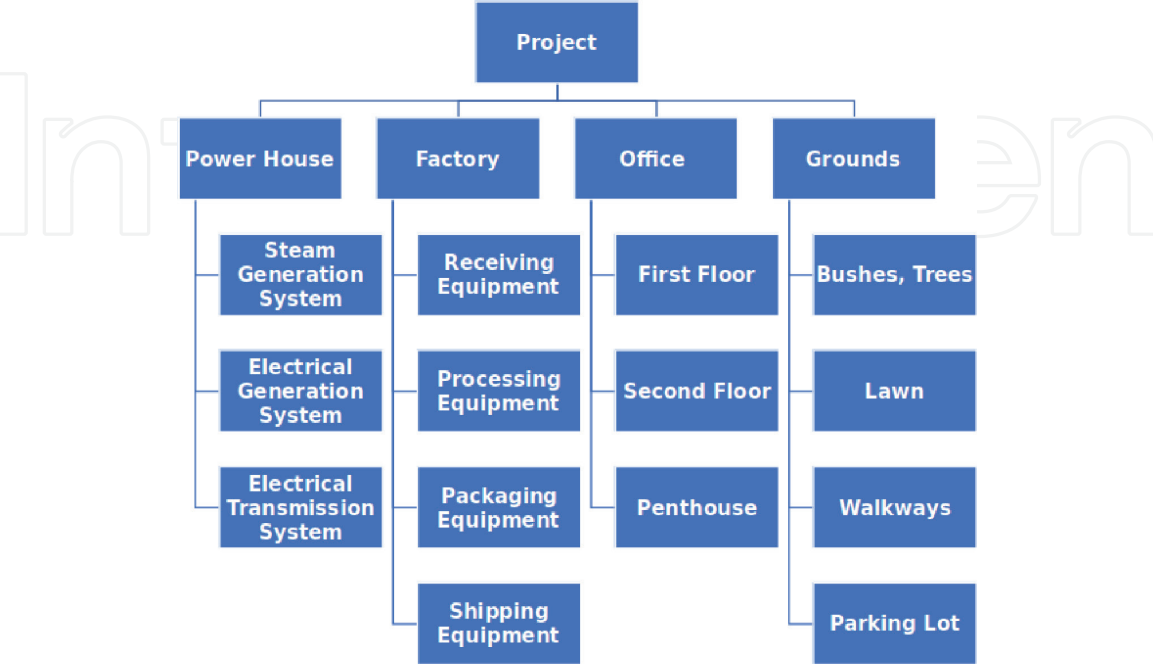 Project
Power House
Factory
Office
Grounds
Steam
Generation
System
Receiving
Equipment
First Floor
Bushes, Trees
Electrical
Generation
System
Processing
Equipment
Second Floor
Lawn
Electrical
Transmission
System
Packaging
Equipment
Penthouse
Walkways
Shipping
Equipment
Parking Lot